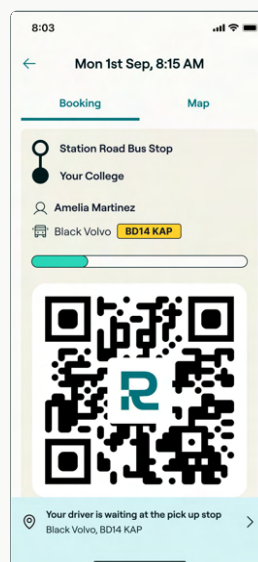 8:03
Mon 1st Sep, 8:15 AM
Booking Map
Station Road Bus Stop
Your College
Amelia Martinez
Black Volvo BD14 KAP
R
Your driver is waiting at the pick up stop
Black Volvo, BD14 KAP